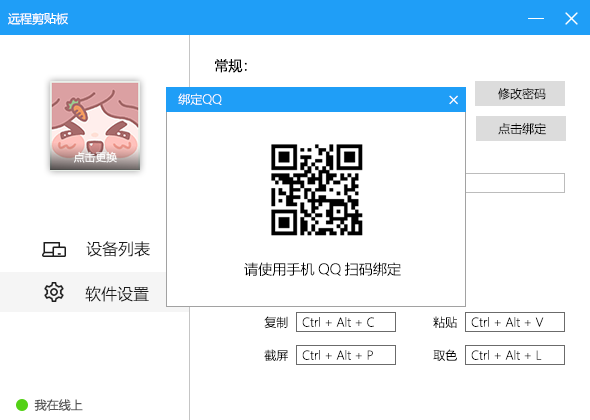 远程剪贴板
常规：
修改密码
绑定QQ
点击绑定
点击更换
设备列表
请使用手机 QQ 扫码绑定
软件设置
复制 Ctrl + Alt + C 粘贴 Ctrl + Alt + V
截屏 Ctrl + Alt + P 取色 Ctrl + Alt + L
我在线上